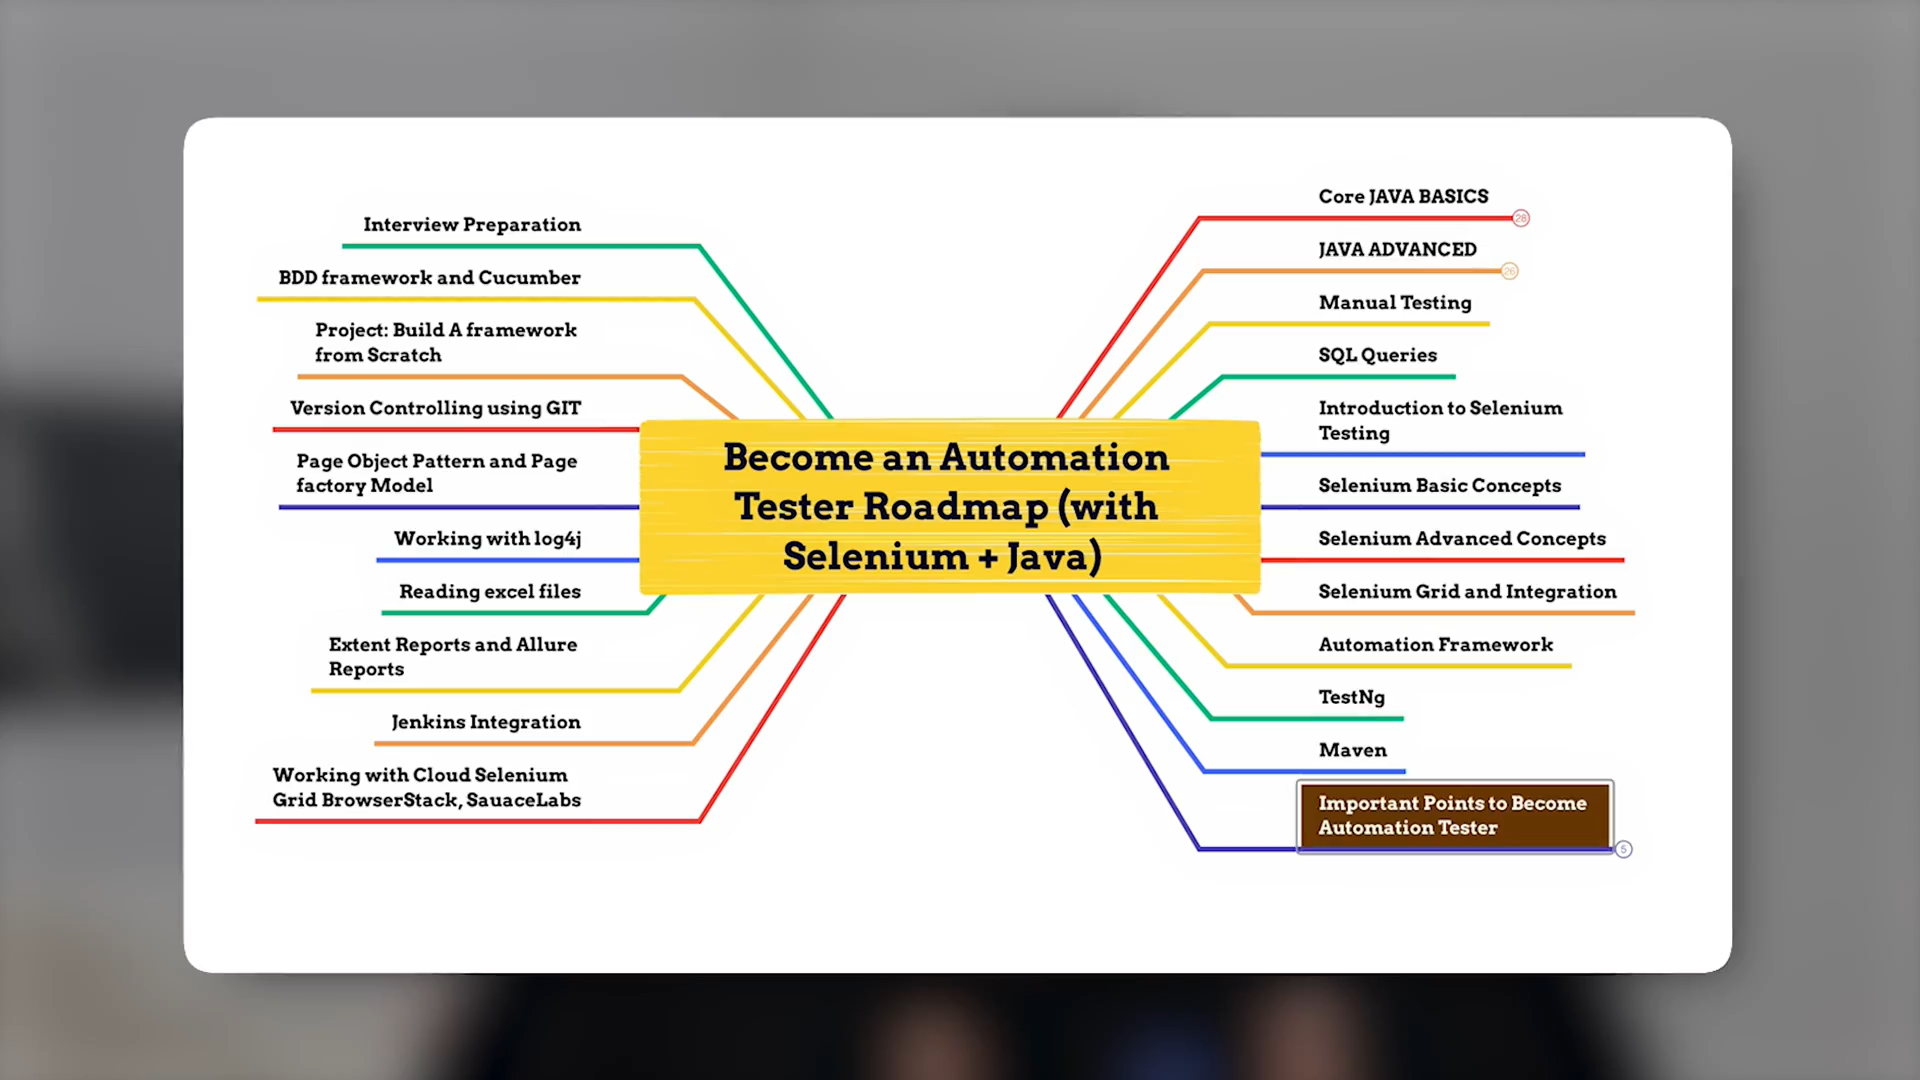 Become an Automation
Tester Roadmap (with
Selenium + Java)
Core JAVA BASICS
28
JAVA ADVANCED
26
Manual Testing
SQL Queries
Introduction to Selenium
Testing
Selenium Basic Concepts
Selenium Advanced Concepts
Selenium Grid and Integration
Automation Framework
TestNg
Maven
Important Points to Become
Automation Tester
5
Interview Preparation
BDD framework and Cucumber
Project: Build A framework
from Scratch
Version Controlling using GIT
Page Object Pattern and Page
factory Model
Working with log4j
Reading excel files
Extent Reports and Allure
Reports
Jenkins Integration
Working with Cloud Selenium
Grid BrowserStack, SauaceLabs